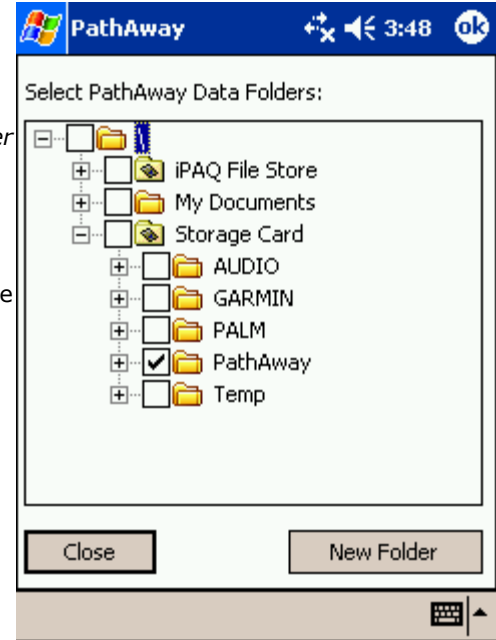 PathAway 3:48 ok
Select PathAway Data Folders:
er
\
iPAQ File Store
My Documents
Storage Card
AUDIO
e
GARMIN
PALM
PathAway
Temp
Close New Folder